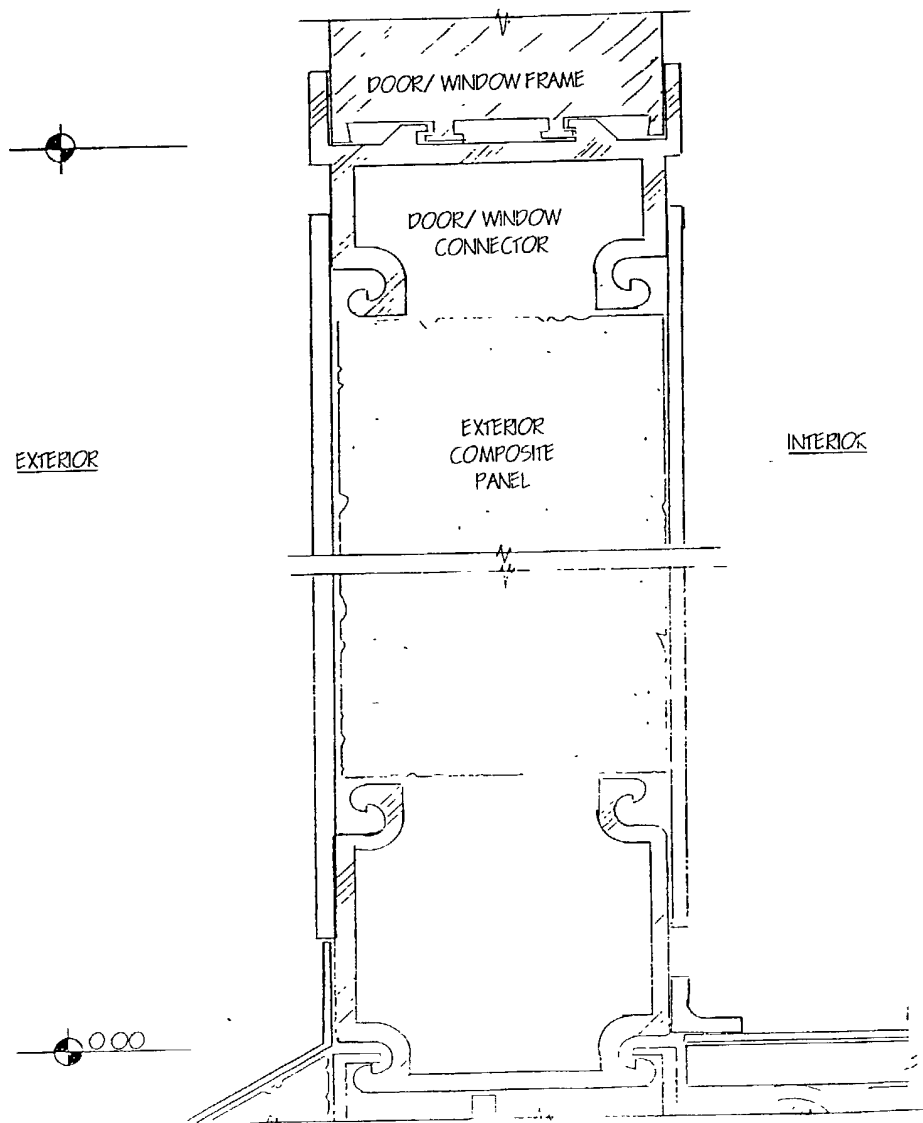 DOOR/ WINDOW FRAME
DOOR/ WINDOW
CONNECTOR
EXTERIOR
EXTERIOR
COMPOSITE
PANEL
INTERIOR
0.00